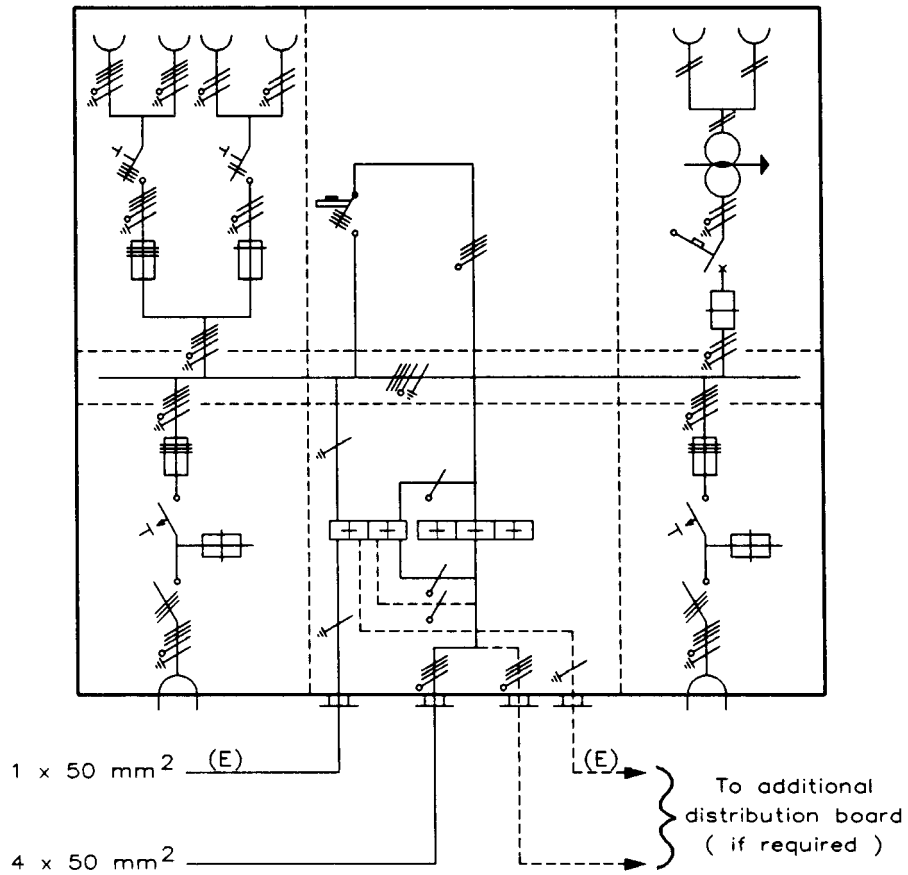 1 x 50 mm² (E)
(E)
To additional
distribution board
( if required )
4 x 50 mm²